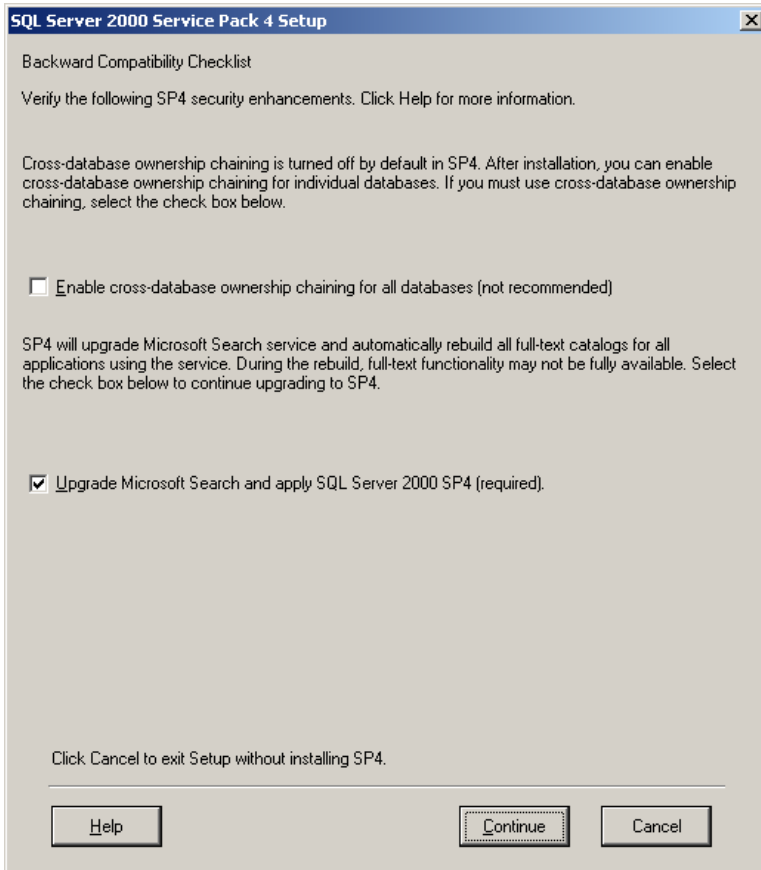 SQL Server 2000 Service Pack 4 Setup
Backward Compatibility Checklist
Verify the following SP4 security enhancements. Click Help for more information.
Cross-database ownership chaining is turned off by default in SP4. After installation, you can enable
cross-database ownership chaining for individual databases. If you must use cross-database ownership
chaining, select the check box below.
Enable cross-database ownership chaining for all databases (not recommended)
SP4 will upgrade Microsoft Search service and automatically rebuild all full-text catalogs for all
applications using the service. During the rebuild, full-text functionality may not be fully available. Select
the check box below to continue upgrading to SP4.
Upgrade Microsoft Search and apply SQL Server 2000 SP4 (required).
Click Cancel to exit Setup without installing SP4.
Help
Continue
Cancel